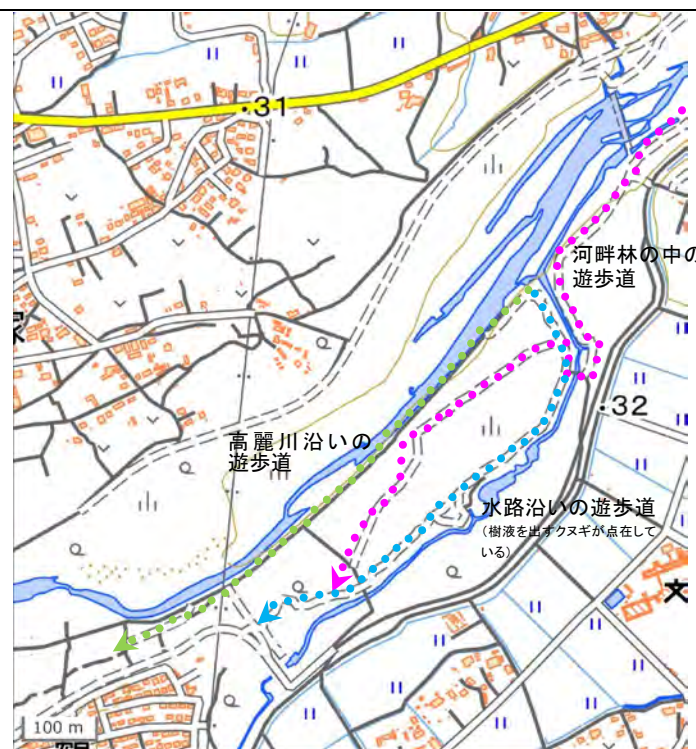 31
河畔林の中の
遊歩道
32
高麗川沿いの
遊歩道
水路沿いの遊歩道
（樹液を出すクヌギが点在して
いる）
100 m